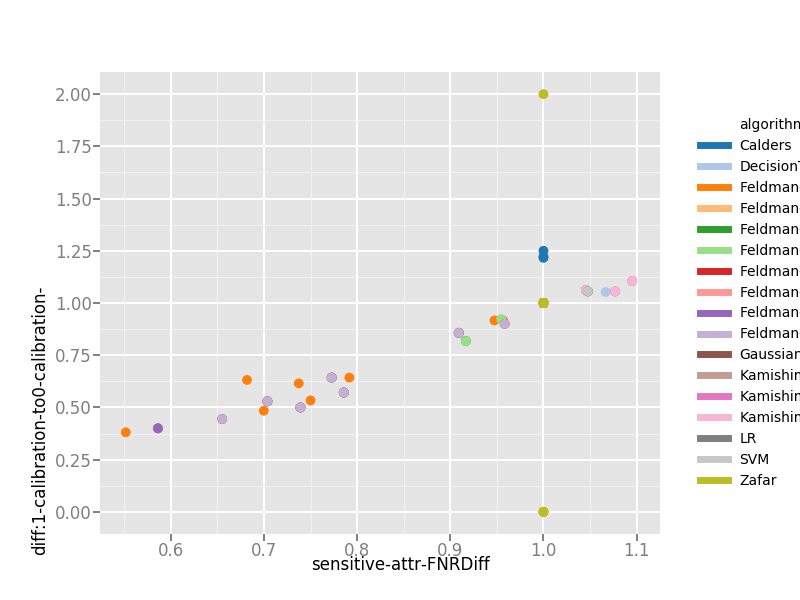 2.00
1.75
1.50
1.25
1.00
0.75
0.50
0.25
0.00
diff:1-calibration-to0-calibration-
0.6 0.7 0.8 0.9 1.0 1.1
sensitive-attr-FNRDiff
algorithm
Calders
Decision
Feldman-
Feldman-
Feldman-
Feldman-
Feldman-
Feldman-
Feldman-
Feldman-
Gaussian
Kamishim
Kamishim
Kamishim
LR
SVM
Zafar